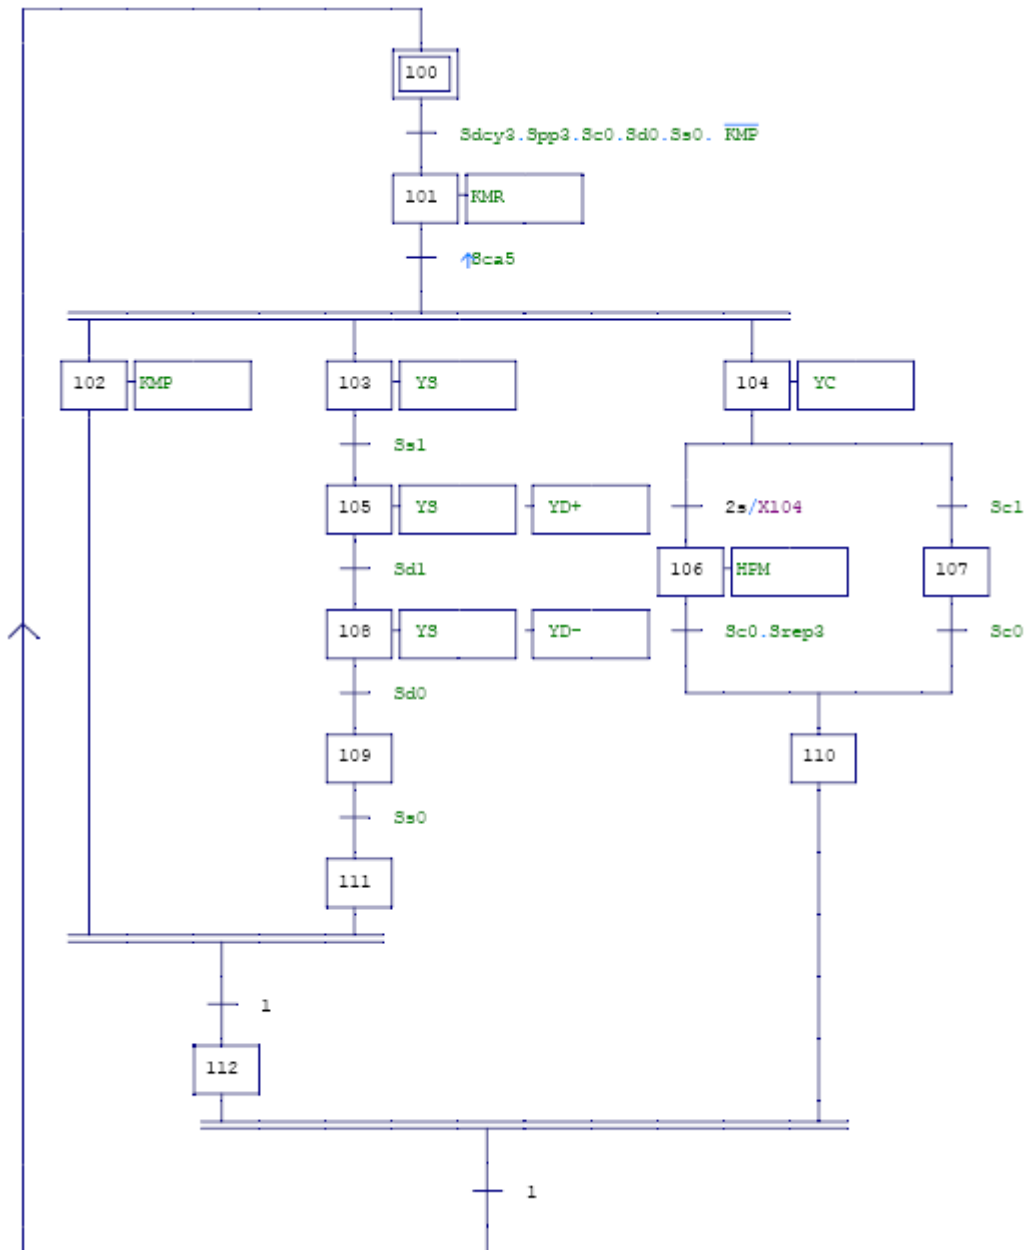 100
Sdcy3.Spp3.Sc0.Sd0.Ss0. K̅M̅P̅
101 KMR
↑Sca5
102 KMP 103 YS 104 YC
Ss1
105 YS YD+ 2s/X104 Sc1
Sd1 106 HPM 107
108 YS YD- Sc0.Srep3 Sc0
Sd0
109 110
Ss0
111
1
112
1